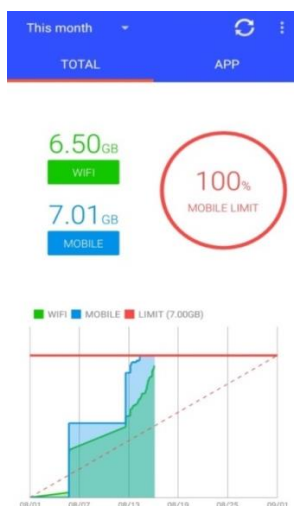 This month
TOTAL APP
6.50GB
WIFI
7.01GB
MOBILE
100%
MOBILE LIMIT
WIFI MOBILE LIMIT (7.00GB)
08/01 08/07 08/13 08/19 08/25 09/01